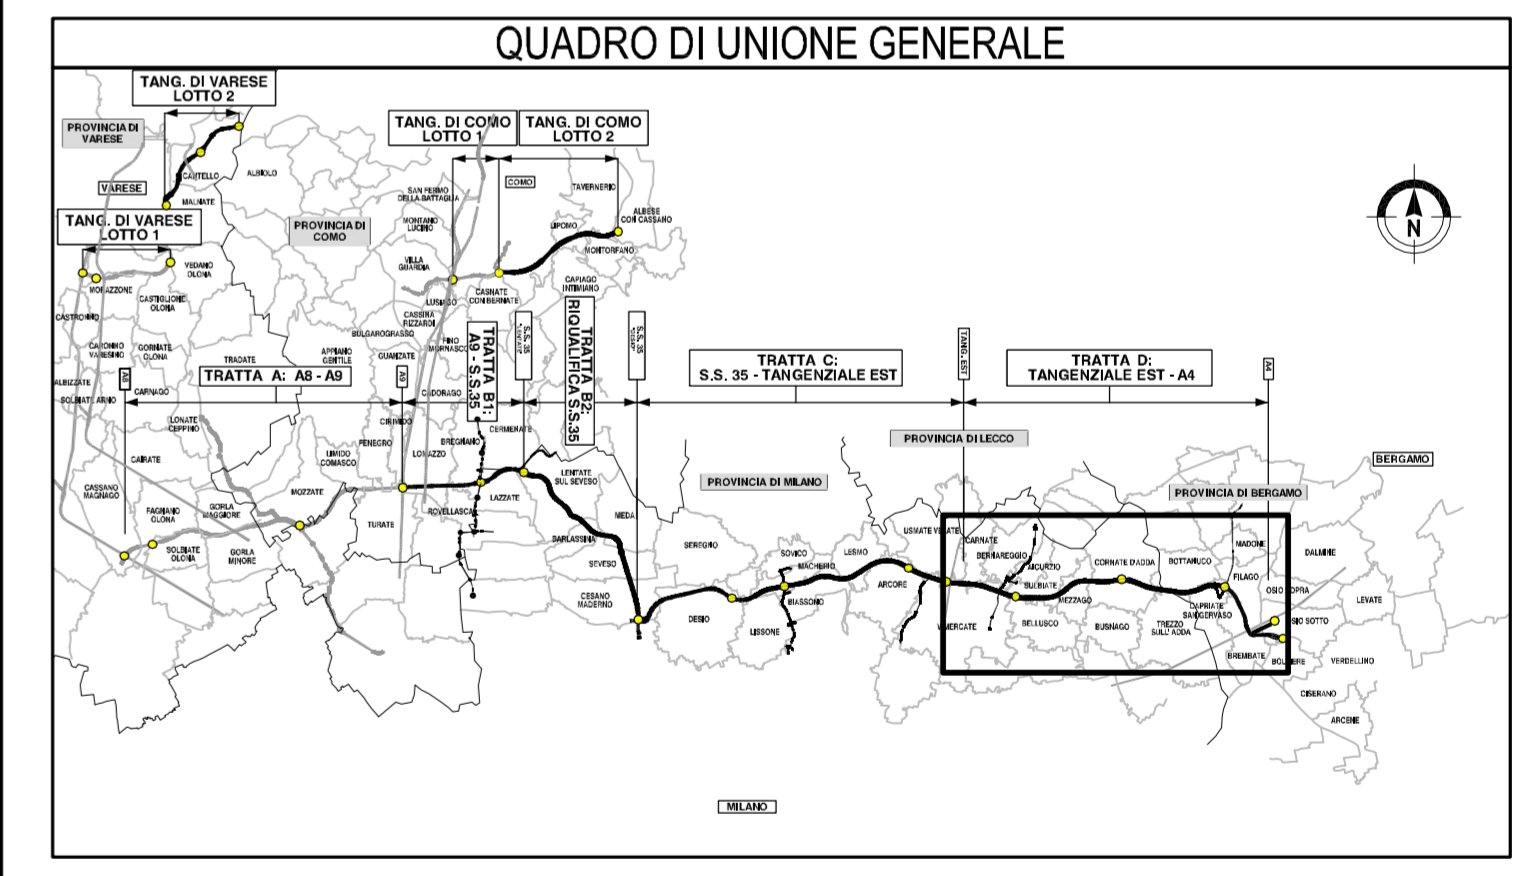 QUADRO DI UNIONE GENERALE
TANG. DI VARESE
LOTTO 2
PROVINCIA DI
VARESE
VARESE
CANTELLO
ALBIOLO
MALNATE
TANG. DI VARESE
LOTTO 1
PROVINCIA DI
COMO
VEDANO
OLONA
MORAZZONE
CASTIGLIONE
OLONA
CASTRONNO
CARONNO
VARESINO
GORNATE
OLONA
TRADATE
ALBIZZATE
SOLBIATE ARNO
CARNAGO
LONATE
CEPPINO
CAIRATE
CASSANO
MAGNAGO
FAGNANO
OLONA
GORLA
MAGGIORE
SOLBIATE
OLONA
GORLA
MINORE
MOZZATE
TANG. DI COMO
LOTTO 1
TANG. DI COMO
LOTTO 2
COMO
SAN FERMO
DELLA BATTAGLIA
MONTANO
LUCINO
VILLA
GUARDIA
TAVERNERIO
ALBESE
CON CASSANO
LIPOMO
MONTORFANO
CAPIAGO
INTIMIANO
CASNATE
CON BERNATE
LUISAGO
CASSINA
RIZZARDI
BULGAROGRASSO
FINO
MORNASCO
APPIANO
GENTILE
GUANZATE
A8
TRATTA A: A8 - A9
A9
TRATTA B1:
A9 - S.S.35
S.S. 35
"LENTATE"
TRATTA B2:
RIQUALIFICA S.S.35
S.S. 35
"DESIO"
TRATTA C:
S.S. 35 - TANGENZIALE EST
TANG. EST
TRATTA D:
TANGENZIALE EST - A4
A4
CADORAGO
CIRIMIDO
FENEGRO
LIMIDO
COMASCO
LOMAZZO
BREGNANO
CERMENATE
TURATE
ROVELLASCA
LAZZATE
LENTATE
SUL SEVESO
MEDA
BARLASSINA
SEVESO
CESANO
MADERNO
PROVINCIA DI MILANO
SEREGNO
DESIO
LISSONE
SOVICO
MACHERIO
BIASSONO
LESMO
ARCORE
PROVINCIA DI LECCO
USMATE VELATE
CARNATE
BERNAREGGIO
AICURZIO
SULBIATE
MEZZAGO
VIMERCATE
BELLUSCO
BUSNAGO
CORNATE D'ADDA
TREZZO
SULL' ADDA
BOTTANUCO
CAPRIATE
SAN GERVASO
PROVINCIA DI BERGAMO
BERGAMO
MADONE
FILAGO
DALMINE
OSIO SOPRA
OSIO SOTTO
LEVATE
BREMBATE
BOLTIERE
VERDELLINO
CISERANO
ARCENE
MILANO
N